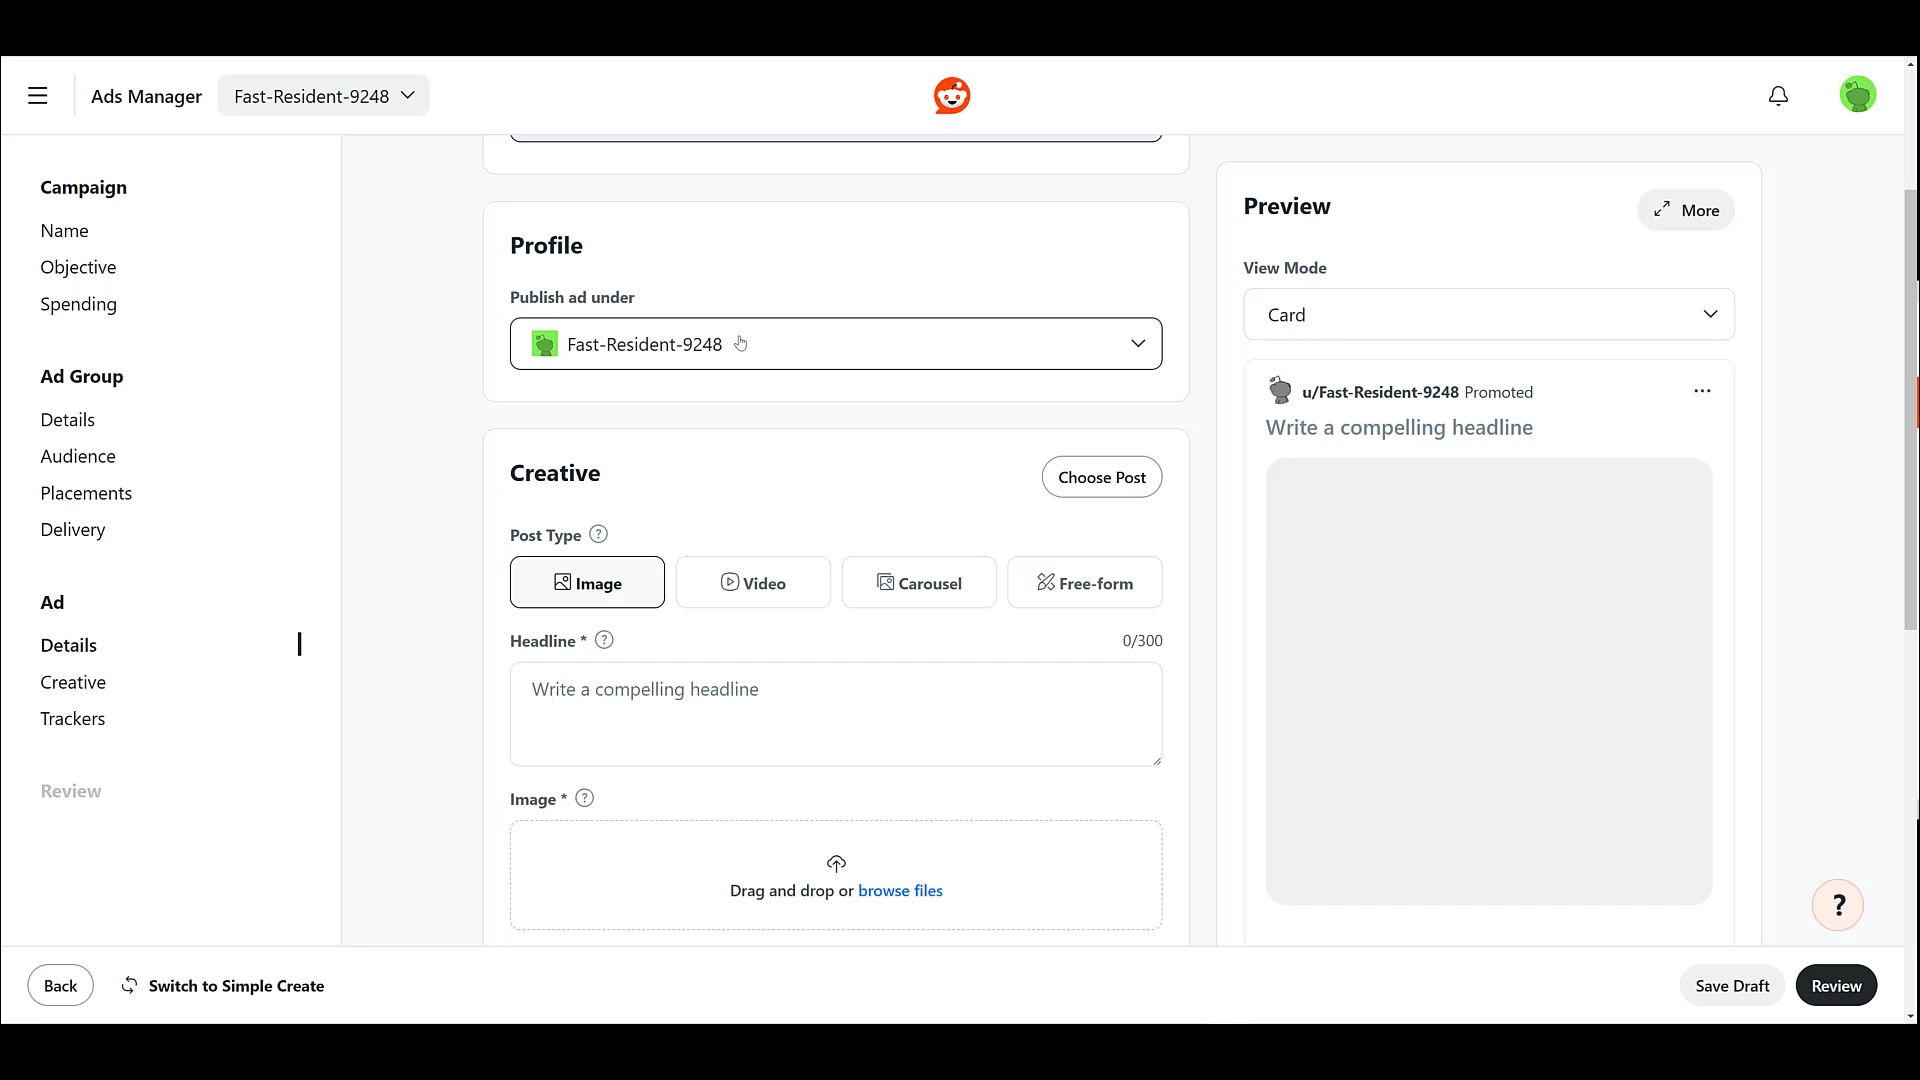 Ads Manager
Fast-Resident-9248
Campaign
Name
Objective
Spending
Ad Group
Details
Audience
Placements
Delivery
Ad
Details
Creative
Trackers
Review
Profile
Publish ad under
Fast-Resident-9248
Creative
Choose Post
Post Type ?
Image
Video
Carousel
Free-form
Headline * ?
0/300
Write a compelling headline
Image * ?
Drag and drop or browse files
Preview
More
View Mode
Card
u/Fast-Resident-9248 Promoted
Write a compelling headline
?
Back
Switch to Simple Create
Save Draft
Review